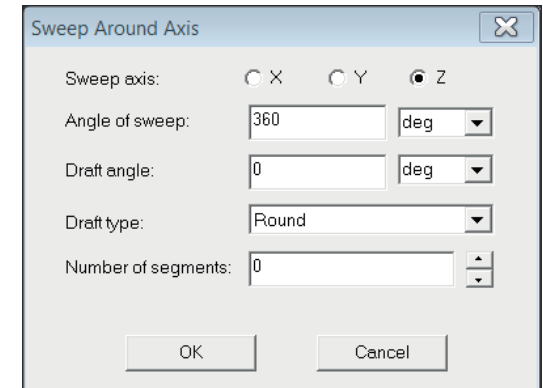 Sweep Around Axis
Sweep axis: X Y Z
Angle of sweep: 360 deg
Draft angle: 0 deg
Draft type: Round
Number of segments: 0
OK Cancel